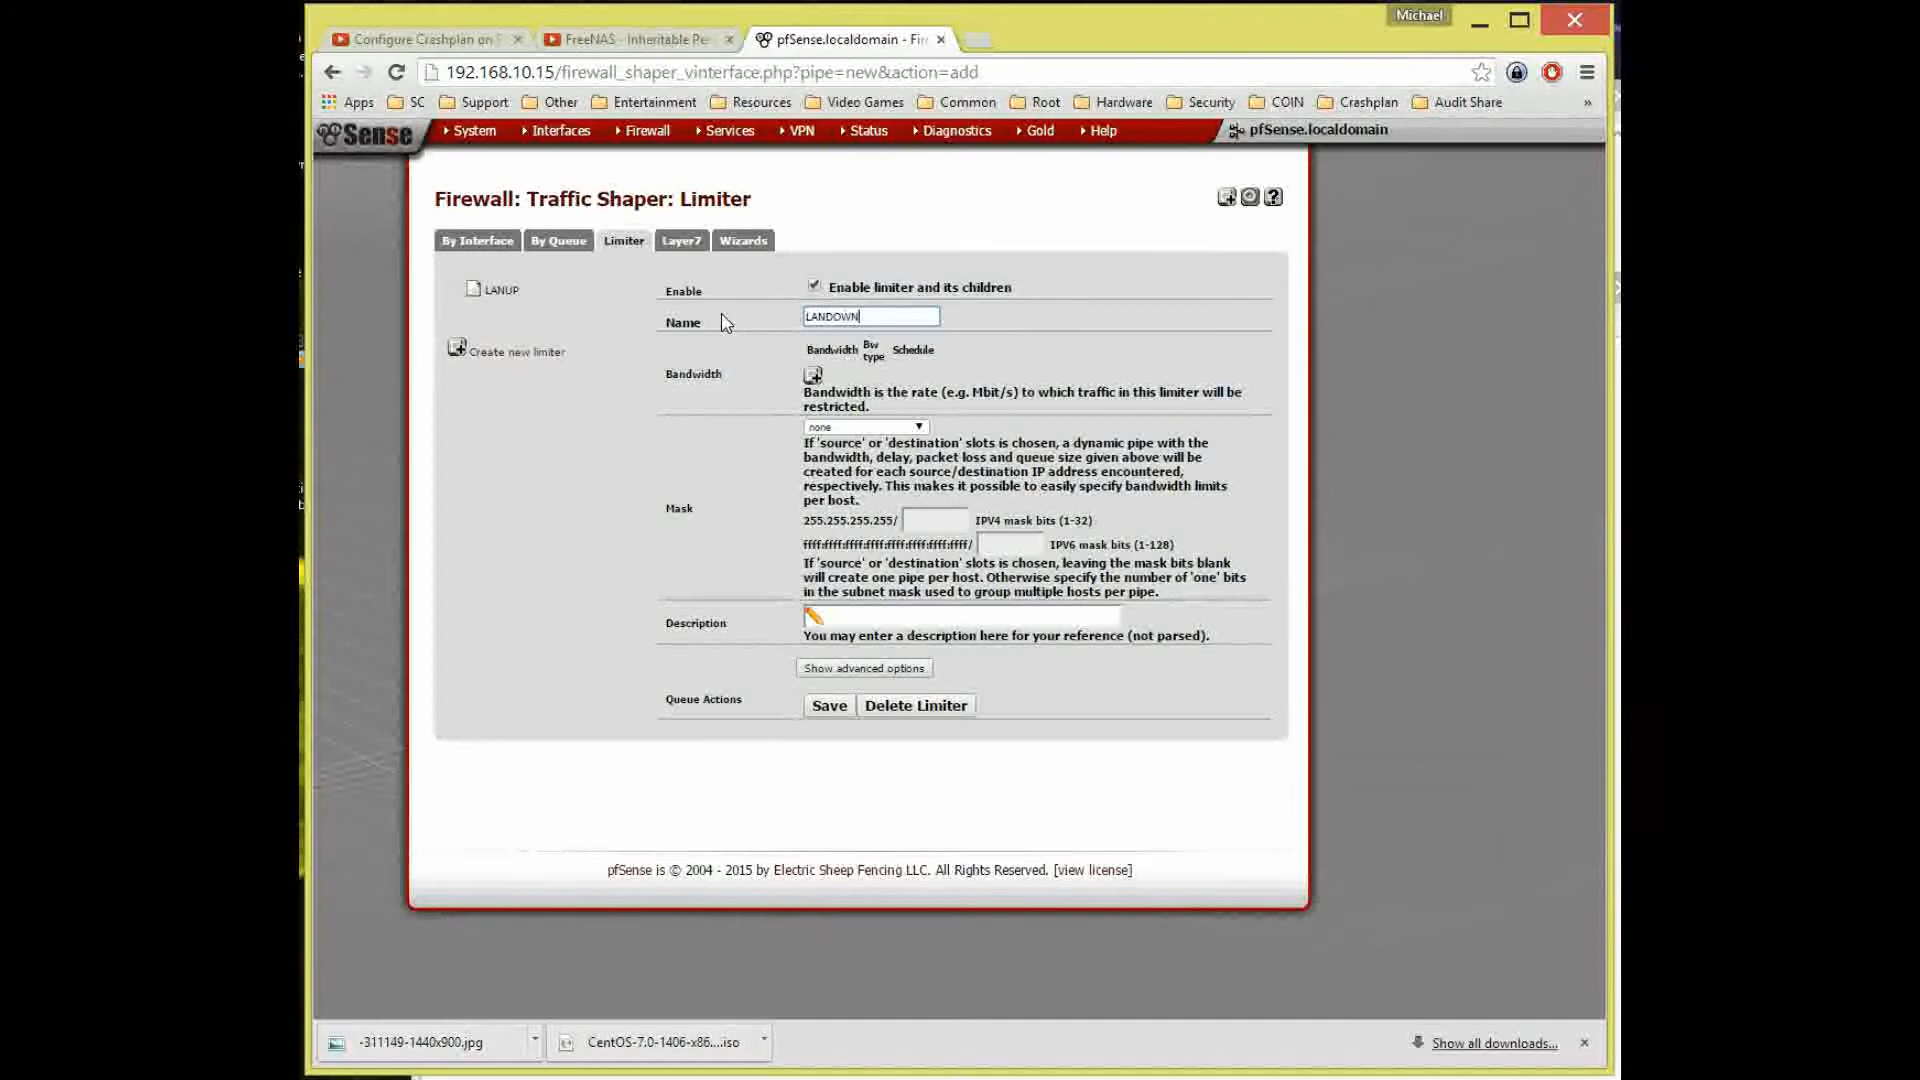 Michael
Configure Crashplan on
FreeNAS - Inheritable Pe
pfSense.localdomain - Fir
192.168.10.15/firewall_shaper_vinterface.php?pipe=new&action=add
Apps SC Support Other Entertainment Resources Video Games Common Root Hardware Security COIN Crashplan Audit Share »
Sense System Interfaces Firewall Services VPN Status Diagnostics Gold Help pfSense.localdomain
Firewall: Traffic Shaper: Limiter
By Interface By Queue Limiter Layer7 Wizards
LANUP
Create new limiter
Enable Enable limiter and its children
Name LANDOWN
Bandwidth Bw type Schedule
Bandwidth
Bandwidth is the rate (e.g. Mbit/s) to which traffic in this limiter will be
restricted.
none
If 'source' or 'destination' slots is chosen, a dynamic pipe with the
bandwidth, delay, packet loss and queue size given above will be
created for each source/destination IP address encountered,
respectively. This makes it possible to easily specify bandwidth limits
per host.
Mask
255.255.255.255/ IPV4 mask bits (1-32)
ffff:ffff:ffff:ffff:ffff:ffff:ffff:ffff/ IPV6 mask bits (1-128)
If 'source' or 'destination' slots is chosen, leaving the mask bits blank
will create one pipe per host. Otherwise specify the number of 'one' bits
in the subnet mask used to group multiple hosts per pipe.
Description
You may enter a description here for your reference (not parsed).
Show advanced options
Queue Actions Save Delete Limiter
pfSense is © 2004 - 2015 by Electric Sheep Fencing LLC. All Rights Reserved. [view license]
-311149-1440x900.jpg
CentOS-7.0-1406-x86....iso
Show all downloads...